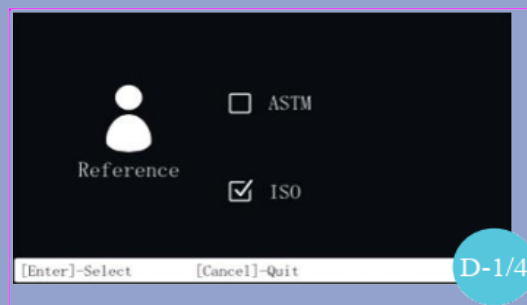 ASTM
Reference
ISO
[Enter]-Select [Cancel]-Quit
D-1/4